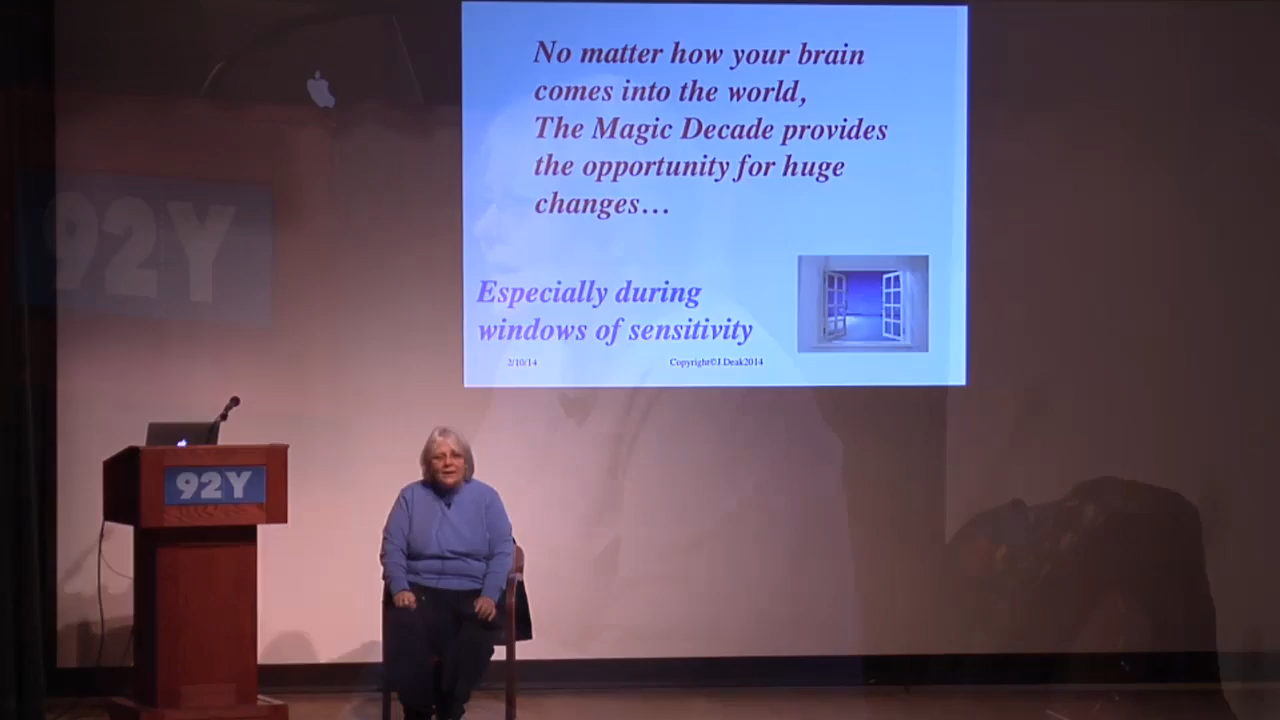 No matter how your brain
comes into the world,
The Magic Decade provides
the opportunity for huge
changes…
Especially during
windows of sensitivity
2/10/14 Copyright©J.Deak2014
92Y
92Y